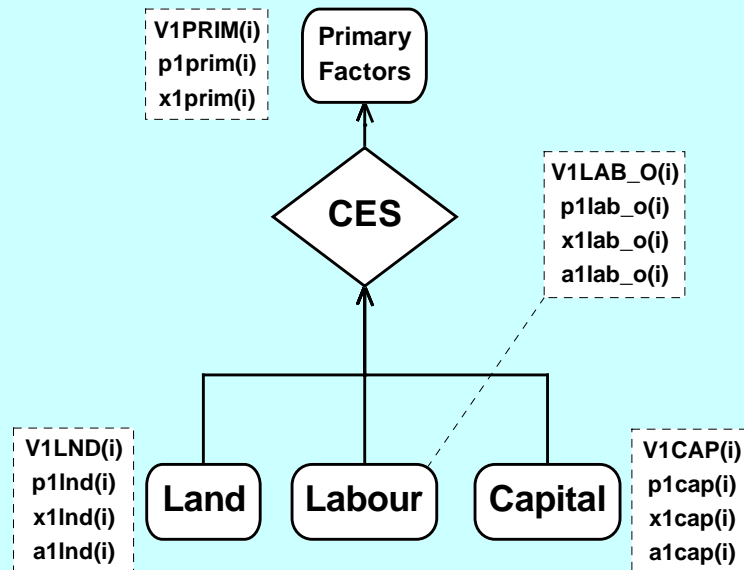 V1PRIM(i)
p1prim(i)
x1prim(i)
Primary
Factors
CES
V1LAB_O(i)
p1lab_o(i)
x1lab_o(i)
a1lab_o(i)
V1LND(i)
p1lnd(i)
x1lnd(i)
a1lnd(i)
Land
Labour
Capital
V1CAP(i)
p1cap(i)
x1cap(i)
a1cap(i)